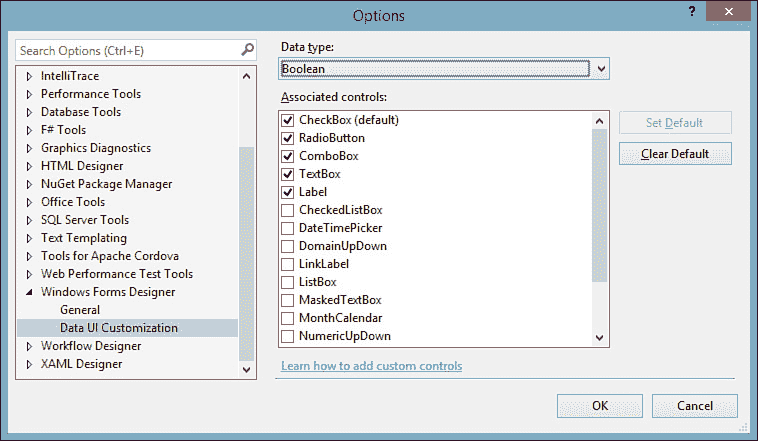 Options
?
Search Options (Ctrl+E)
IntelliTrace
Performance Tools
Database Tools
F# Tools
Graphics Diagnostics
HTML Designer
NuGet Package Manager
Office Tools
SQL Server Tools
Text Templating
Tools for Apache Cordova
Web Performance Test Tools
Windows Forms Designer
General
Data UI Customization
Workflow Designer
XAML Designer
Data type:
Boolean
Associated controls:
CheckBox (default)
RadioButton
ComboBox
TextBox
Label
CheckedListBox
DateTimePicker
DomainUpDown
LinkLabel
ListBox
MaskedTextBox
MonthCalendar
NumericUpDown
Set Default
Clear Default
Learn how to add custom controls
OK
Cancel